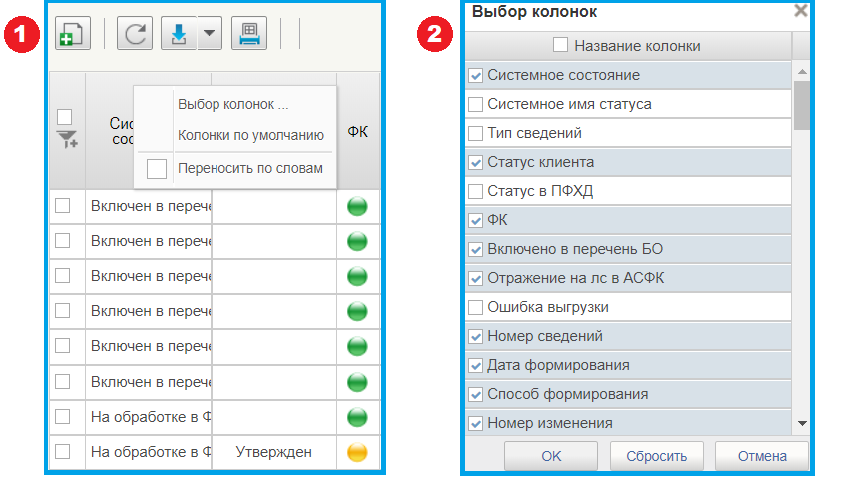 1
Выбор колонок ...
Колонки по умолчанию
Переносить по словам
Сис
сос
ФК
Включен в перече
Включен в перече
Включен в перече
Включен в перече
Включен в перече
Включен в перече
На обработке в Ф
На обработке в Ф Утвержден
2
Выбор колонок
Название колонки
Системное состояние
Системное имя статуса
Тип сведений
Статус клиента
Статус в ПФХД
ФК
Включено в перечень БО
Отражение на лс в АСФК
Ошибка выгрузки
Номер сведений
Дата формирования
Способ формирования
Номер изменения
OK Сбросить Отмена